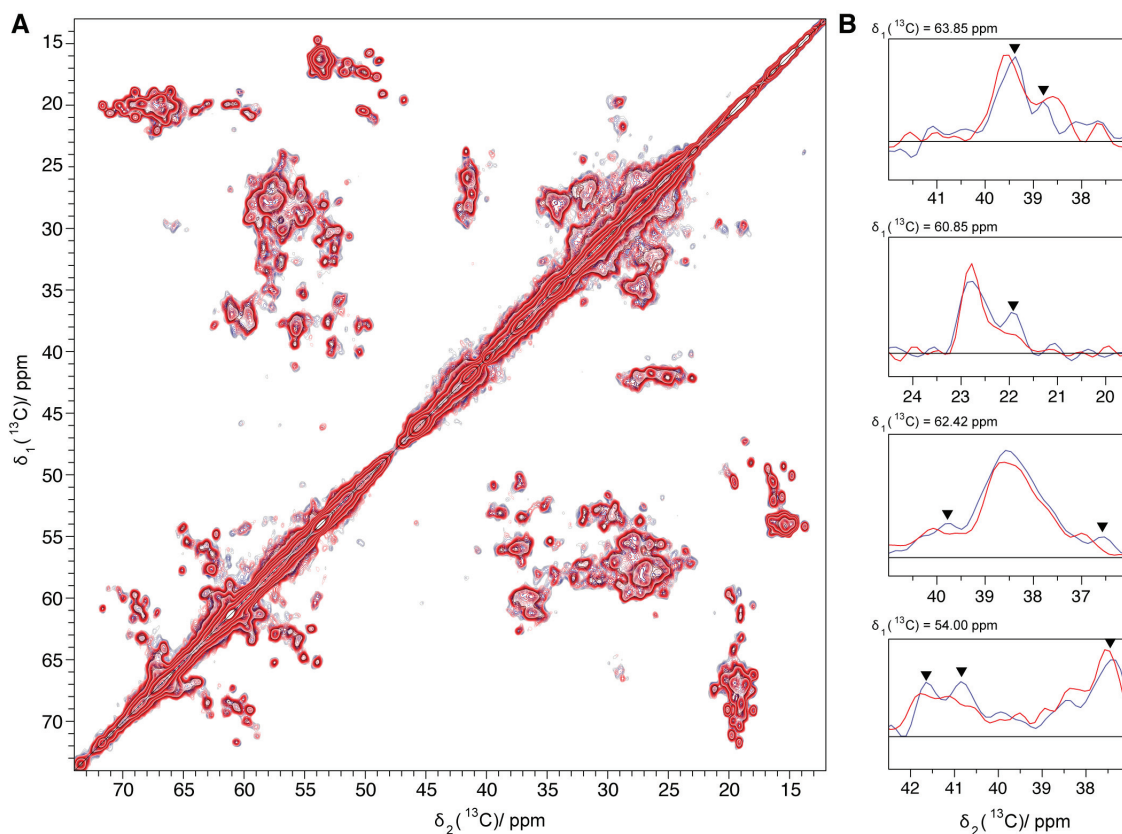 A
15
20
25
30
35
40
45
50
55
60
65
70
δ1(13C)/ ppm
70 65 60 55 50 45 40 35 30 25 20 15
δ2(13C)/ ppm
B
δ1(13C) = 63.85 ppm
41 40 39 38
δ1(13C) = 60.85 ppm
24 23 22 21 20
δ1(13C) = 62.42 ppm
40 39 38 37
δ1(13C) = 54.00 ppm
42 41 40 39 38
δ2(13C)/ ppm